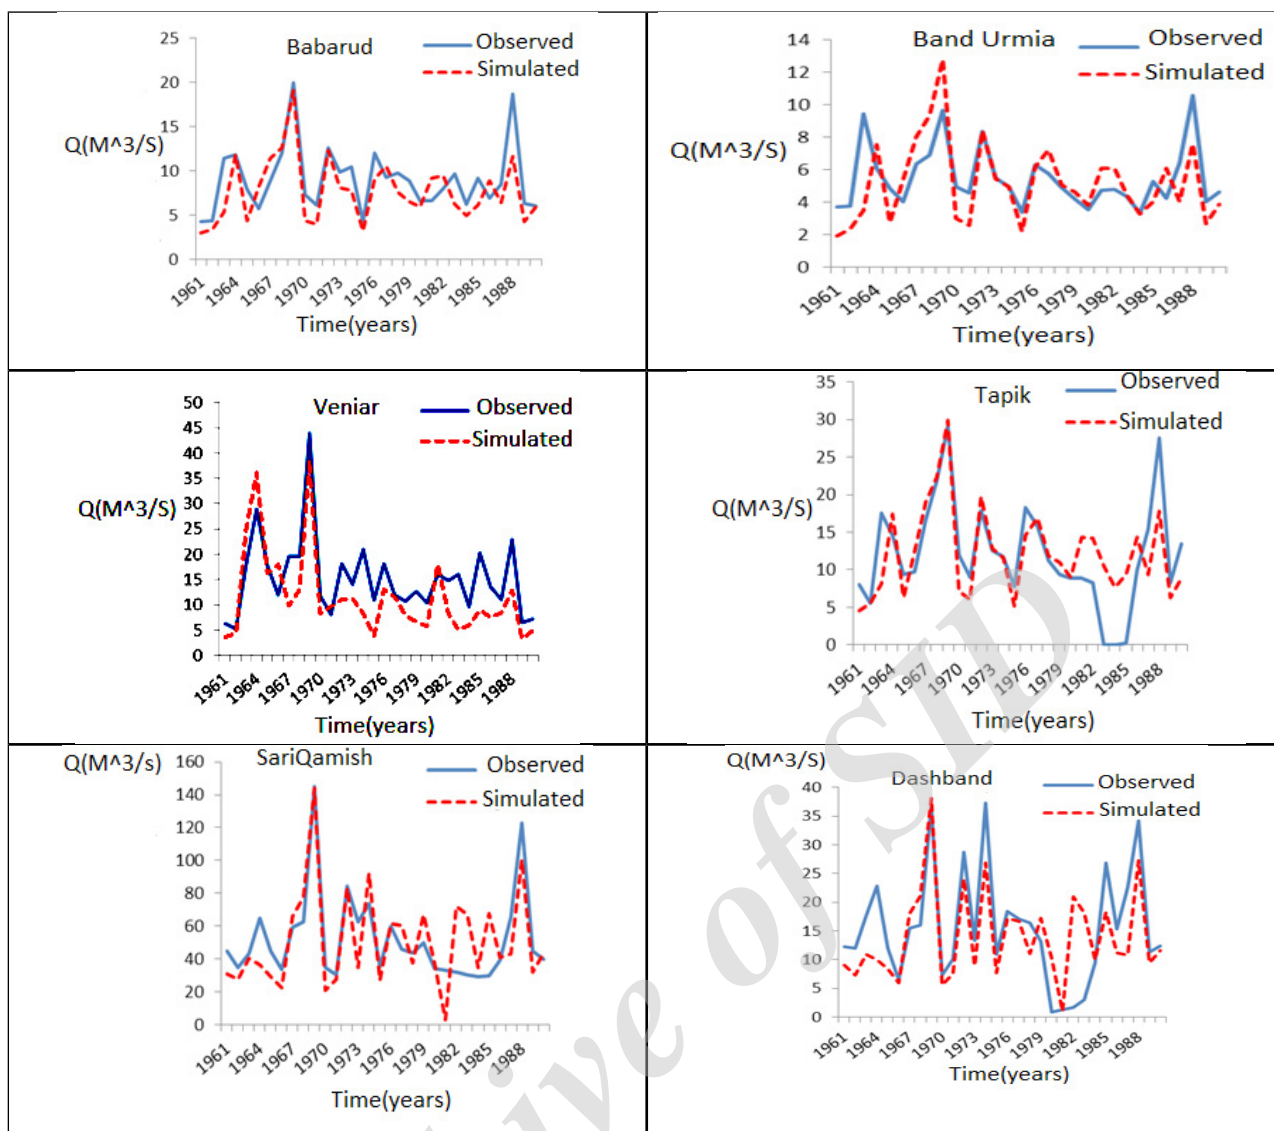 Babarud
Observed
Simulated
Q(M^3/S)
25
20
15
10
5
0
1961 1964 1967 1970 1973 1976 1979 1982 1985 1988
Time(years)
Band Urmia
Observed
Simulated
Q(M^3/S)
14
12
10
8
6
4
2
0
1961 1964 1967 1970 1973 1976 1979 1982 1985 1988
Time(years)
Veniar
Observed
Simulated
Q(M^3/S)
50
45
40
35
30
25
20
15
10
5
0
1961 1964 1967 1970 1973 1976 1979 1982 1985 1988
Time(years)
Tapik
Observed
Simulated
Q(M^3/S)
35
30
25
20
15
10
5
0
1961 1964 1967 1970 1973 1976 1979 1982 1985 1988
Time(years)
Q(M^3/s)
SariQamish
Observed
Simulated
160
140
120
100
80
60
40
20
0
1961 1964 1967 1970 1973 1976 1979 1982 1985 1988
Time(years)
Q(M^3/S)
Dashband
Observed
Simulated
40
35
30
25
20
15
10
5
0
1961 1964 1967 1970 1973 1976 1979 1982 1985 1988
Time(years)
ive of SID